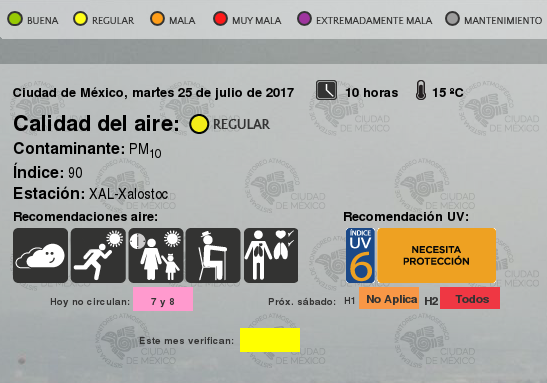 BUENA REGULAR MALA MUY MALA EXTREMADAMENTE MALA MANTENIMIENTO
Ciudad de México, martes 25 de julio de 2017 10 horas 15 ºC
Calidad del aire: REGULAR
Contaminante: PM10
Índice: 90
Estación: XAL-Xalostoc
Recomendaciones aire: Recomendación UV:
ÍNDICE
UV
6
NECESITA
PROTECCIÓN
Hoy no circulan: 7 y 8 Próx. sábado: H1 No Aplica H2 Todos
Este mes verifican:
CIUDAD
DE MÉXICO